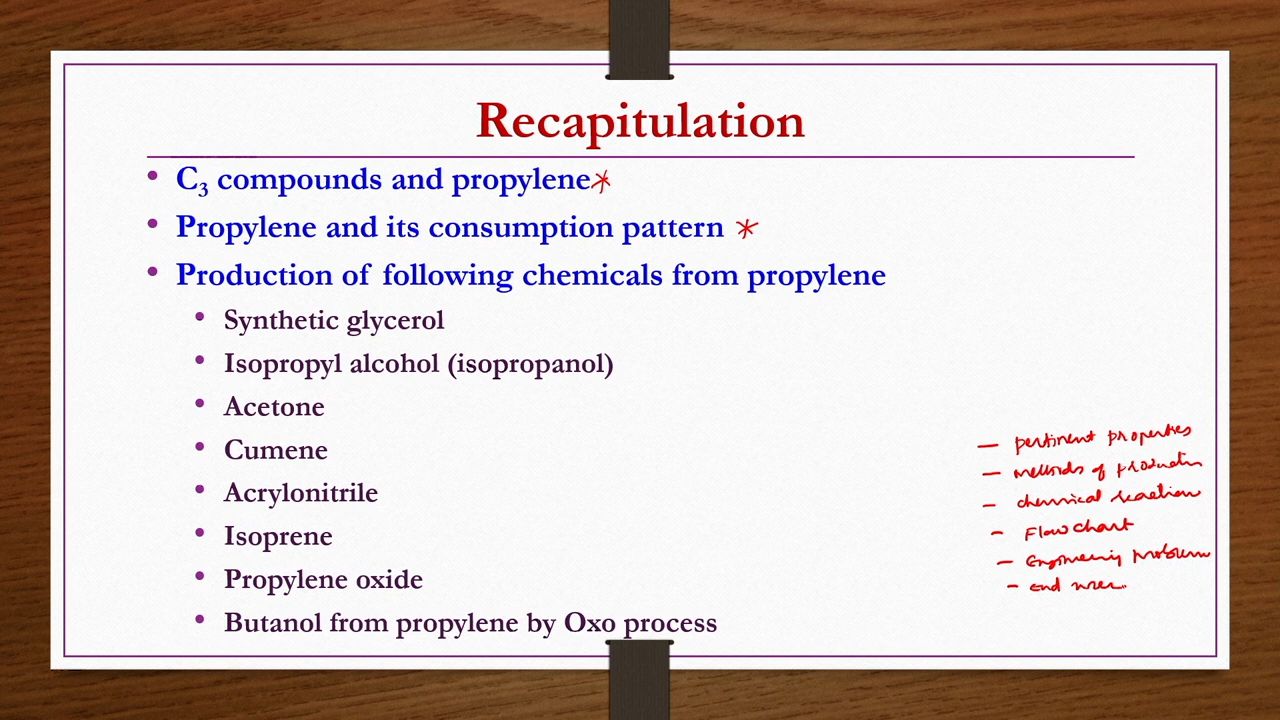 Recapitulation
• C₃ compounds and propylene*
• Propylene and its consumption pattern *
• Production of following chemicals from propylene
• Synthetic glycerol
• Isopropyl alcohol (isopropanol)
• Acetone
• Cumene
• Acrylonitrile
• Isoprene
• Propylene oxide
• Butanol from propylene by Oxo process
— pertinent properties
— methods of production
— chemical reactions
— Flow chart
— Engineering problems
— End uses